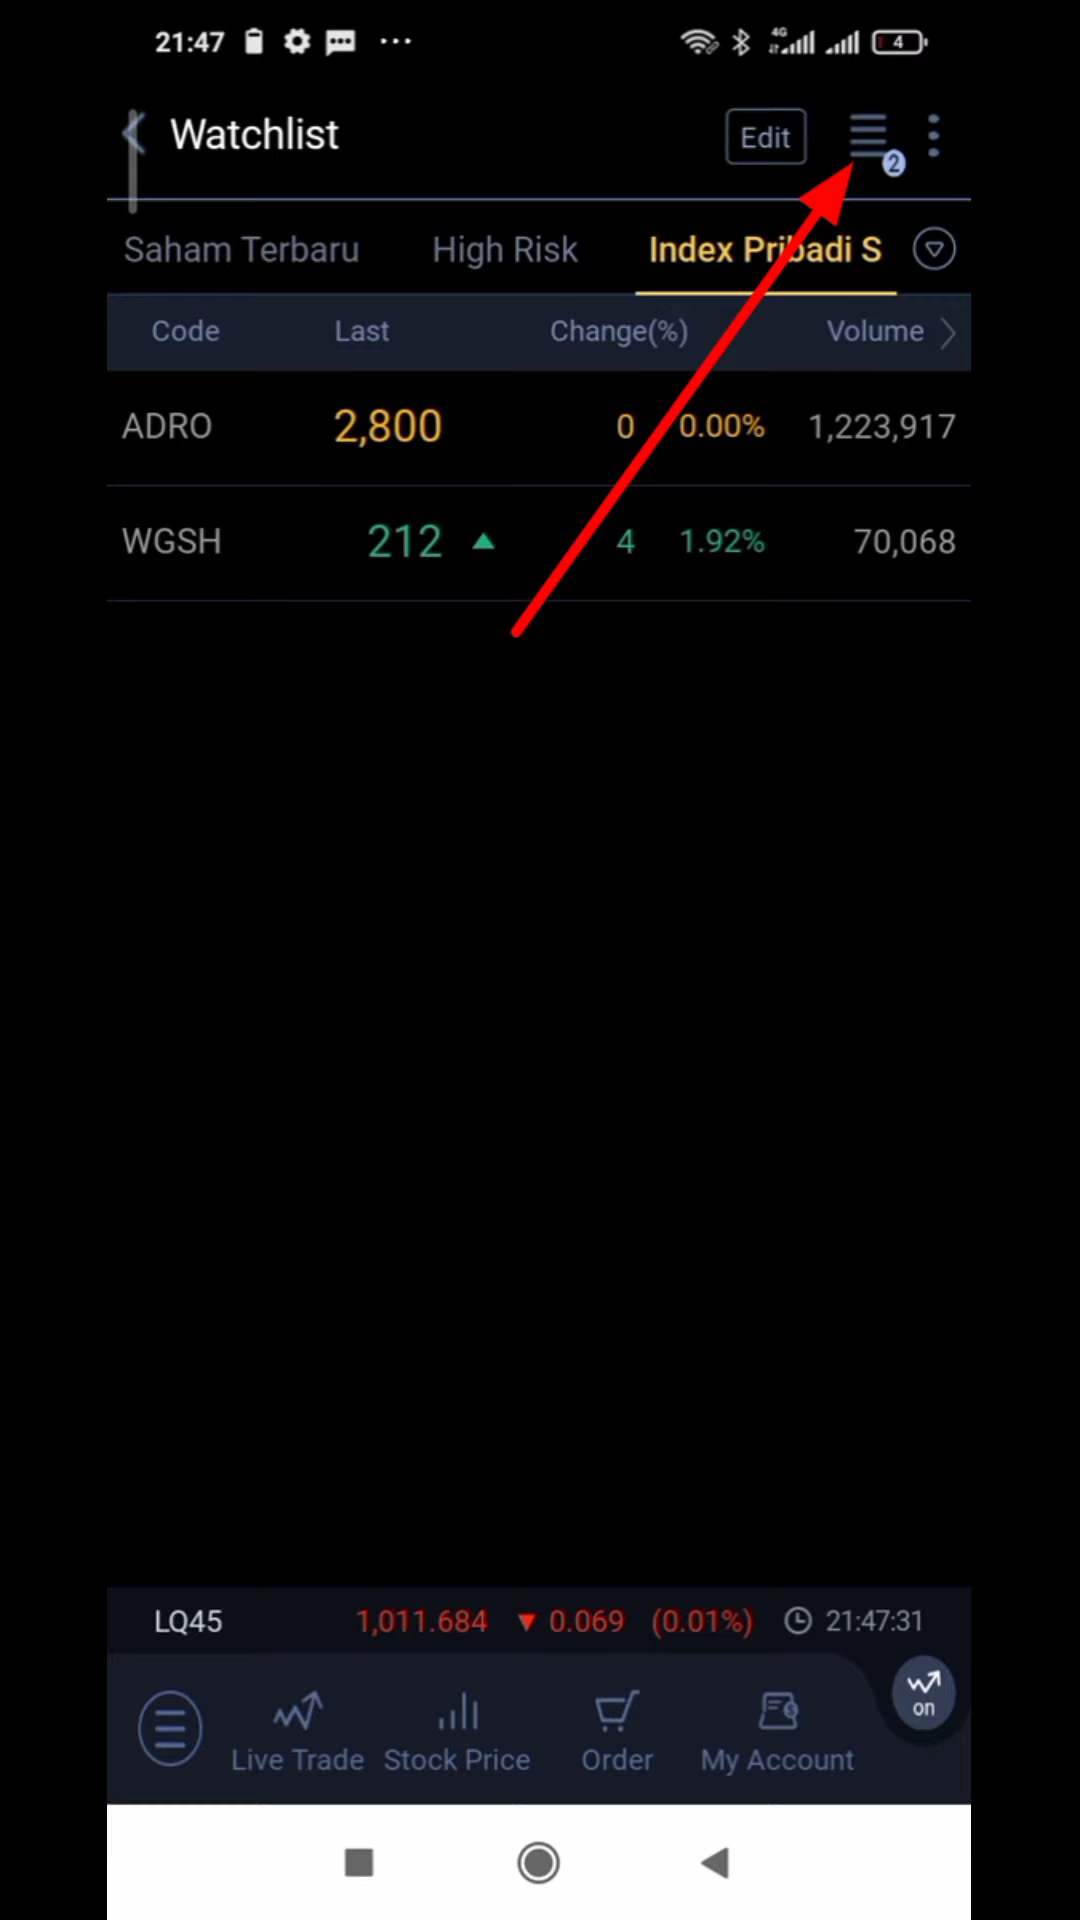 21:47 4G 4
Watchlist Edit 2
Saham Terbaru High Risk Index Pribadi S
Code Last Change(%) Volume
ADRO 2,800 0 0.00% 1,223,917
WGSH 212 4 1.92% 70,068
LQ45 1,011.684 0.069 (0.01%) 21:47:31
on
Live Trade Stock Price Order My Account